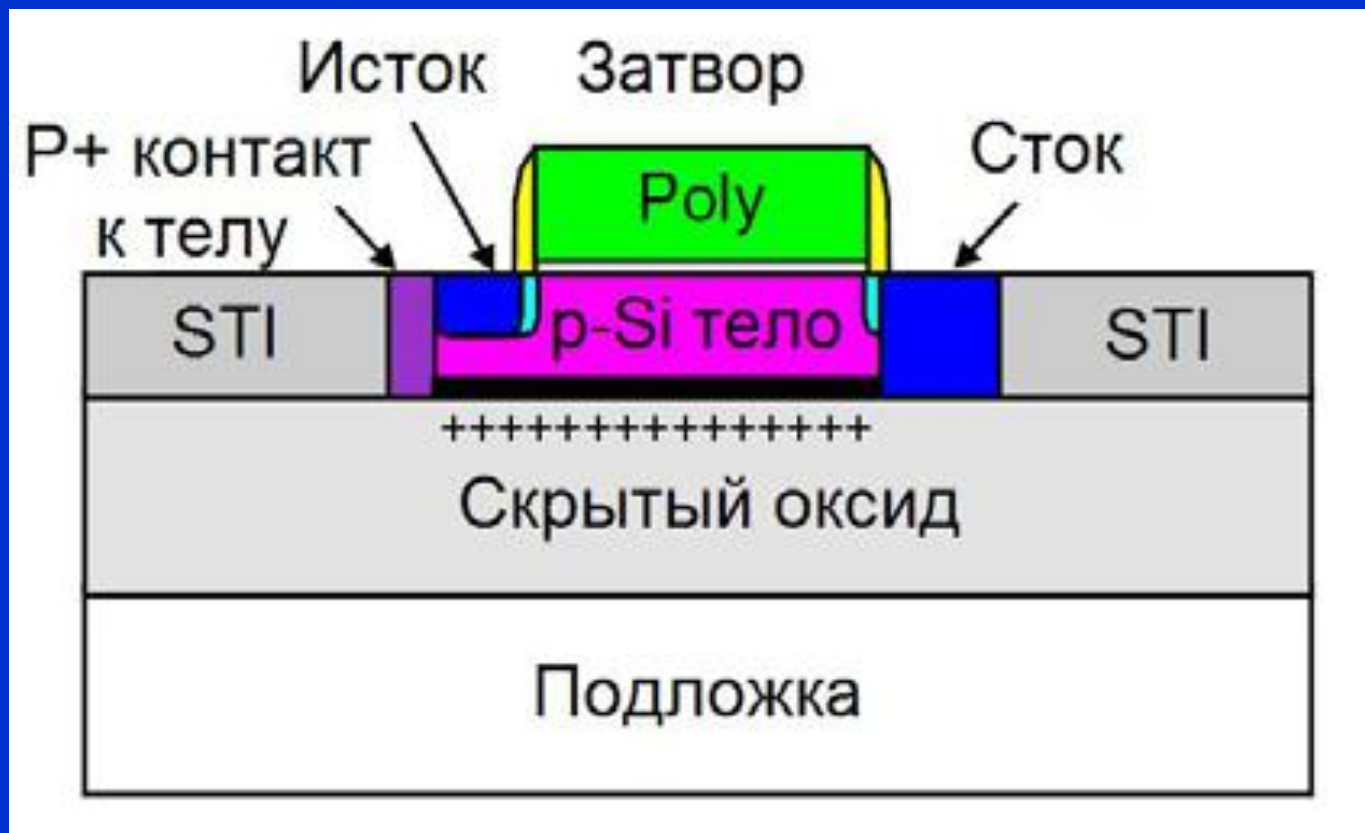 Исток
Затвор
P+ контакт
к телу
Сток
Poly
STI
p-Si тело
STI
+++++++++++++++
Скрытый оксид
Подложка